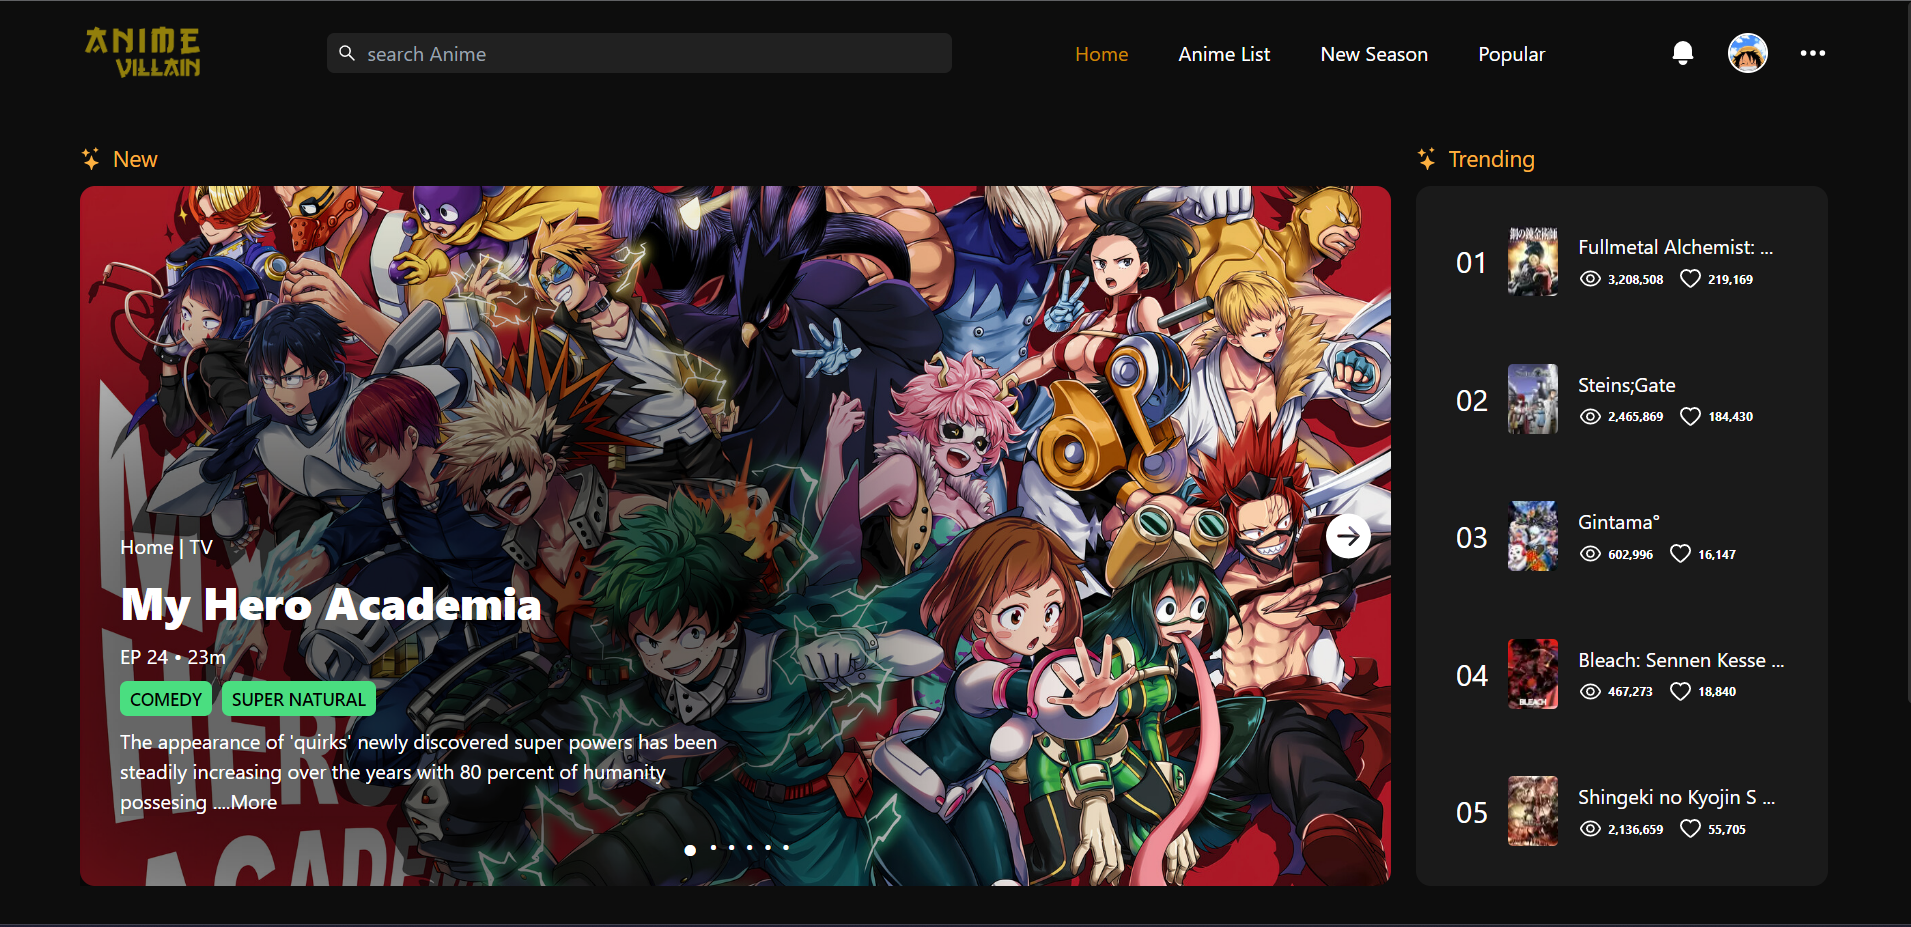 ANIME
VILLAIN
search Anime
Home
Anime List
New Season
Popular
New
MY
HERO
ACADE
Home | TV
My Hero Academia
EP 24 • 23m
COMEDY
SUPER NATURAL
The appearance of 'quirks' newly discovered super powers has been
steadily increasing over the years with 80 percent of humanity
possesing ....More
Trending
01
Fullmetal Alchemist: ...
3,208,508
219,169
02
Steins;Gate
2,465,869
184,430
03
Gintama°
602,996
16,147
04
BLEACH
Bleach: Sennen Kesse ...
467,273
18,840
05
Shingeki no Kyojin S ...
2,136,659
55,705